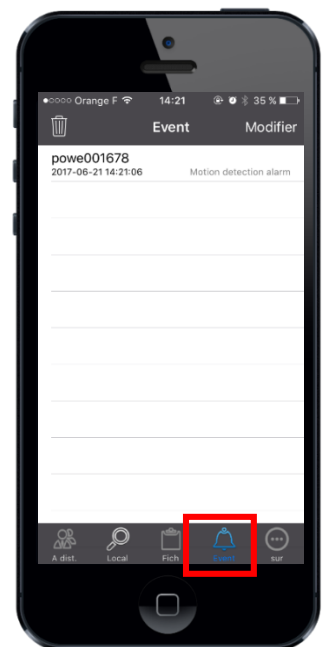 Orange F 14:21 35 %
Event Modifier
powe001678
2017-06-21 14:21:06 Motion detection alarm
A dist. Local Fich Event sur